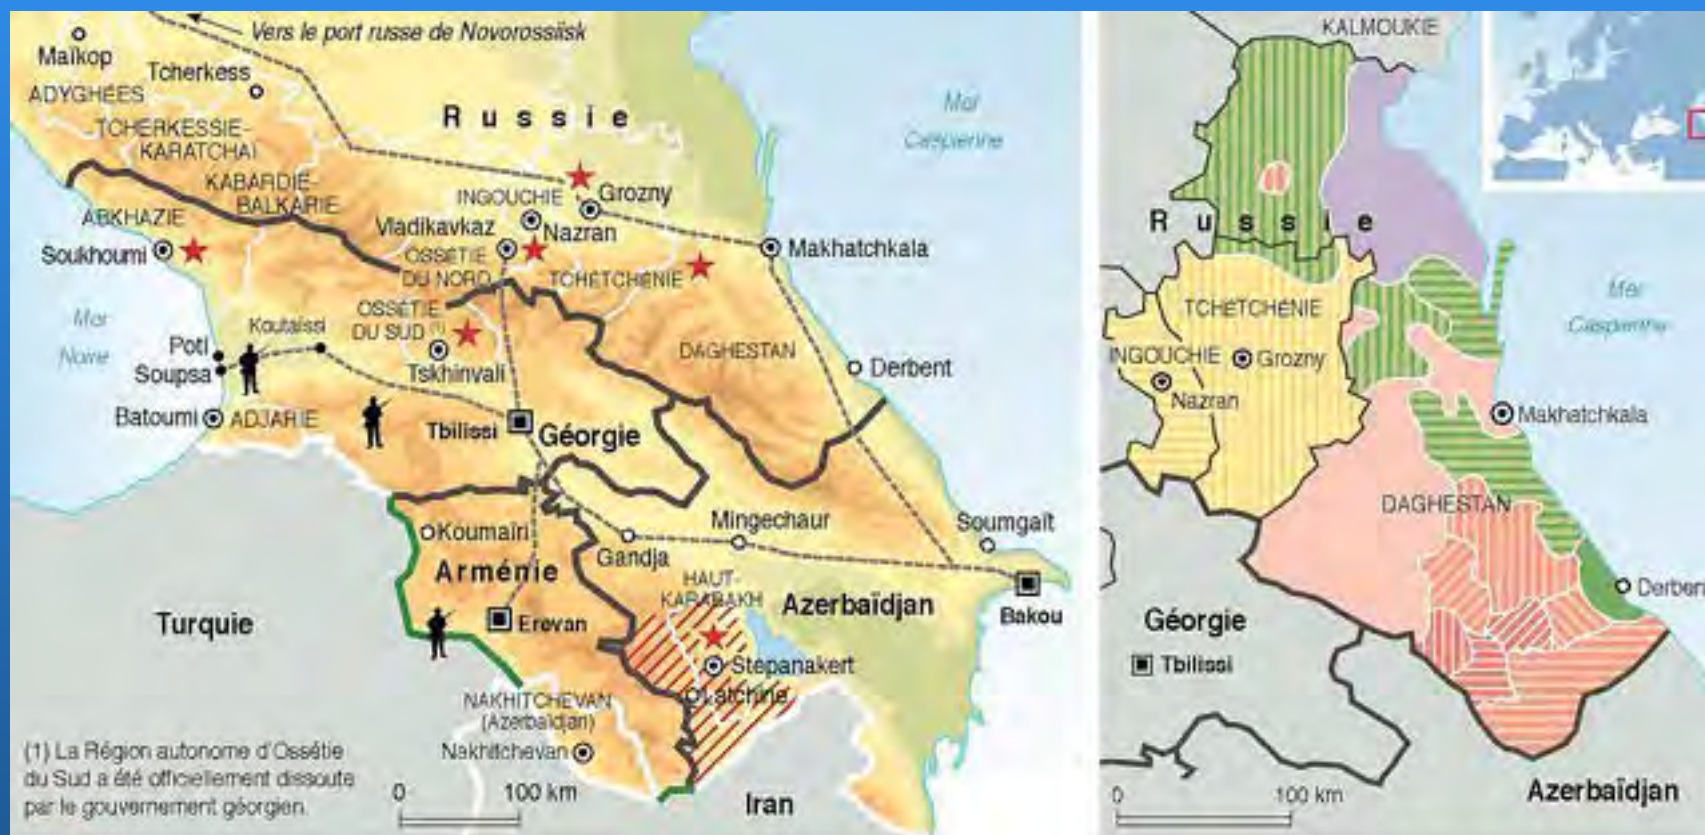 Vers le port russe de Novorossiïsk
Maïkop
Tcherkess
ADYGHÉES
Russie
TCHERKESSIE-
KARATCHAÏ
KABARDIE-
BALKARIE
INGOUCHIE
Grozny
ABKHAZIE
Vladikavkaz
Nazran
Soukhoumi
OSSÉTIE
DU NORD
TCHÉTCHÉNIE
Makhatchkala
Mer
Caspienne
OSSÉTIE
DU SUD (1)
Mer
Noire
Koutaïssi
Poti
Soupsa
Tskhinvali
DAGHESTAN
Derbent
Batoumi
ADJARIE
Tbilissi
Géorgie
Koumaïri
Mingechaur
Soumgaït
Gandja
Arménie
HAUT-
KARABAKH
Azerbaïdjan
Bakou
Turquie
Erevan
Stepanakert
Latchine
NAKHITCHEVAN
(Azerbaïdjan)
Nakhitchevan
(1) La Région autonome d'Ossétie
du Sud a été officiellement dissoute
par le gouvernement géorgien.
0 100 km
Iran
KALMOUKIE
Russie
TCHÉTCHÉNIE
Mer
Caspienne
INGOUCHIE
Grozny
Nazran
Makhatchkala
DAGHESTAN
Derben
Géorgie
Tbilissi
0 100 km
Azerbaïdjan